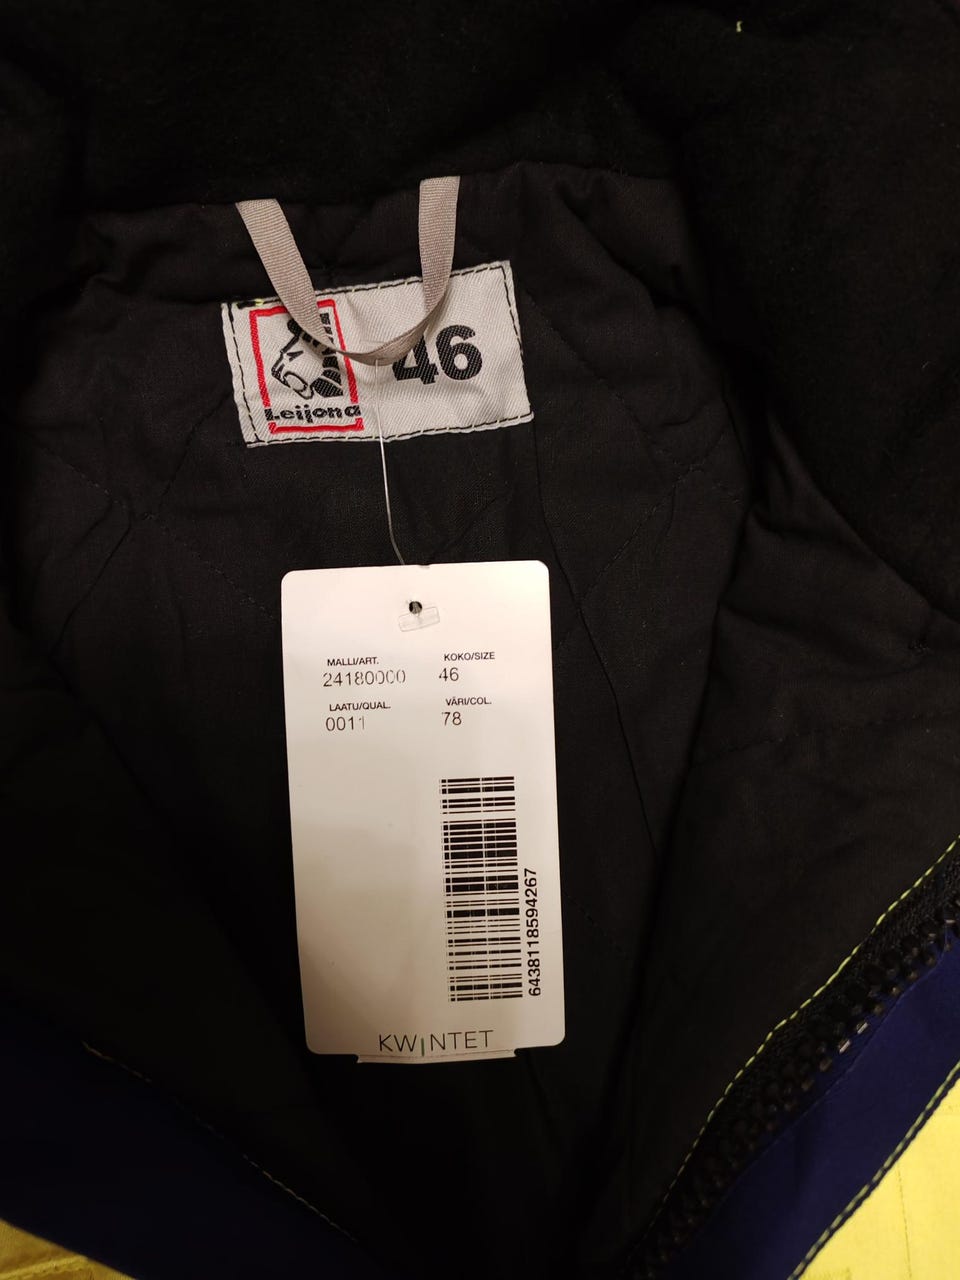 Leijona
46
MALLI/ART. KOKO/SIZE
24180000 46
LAATU/QUAL. VÄRI/COL.
0011 78
6438118594267
KWINTET